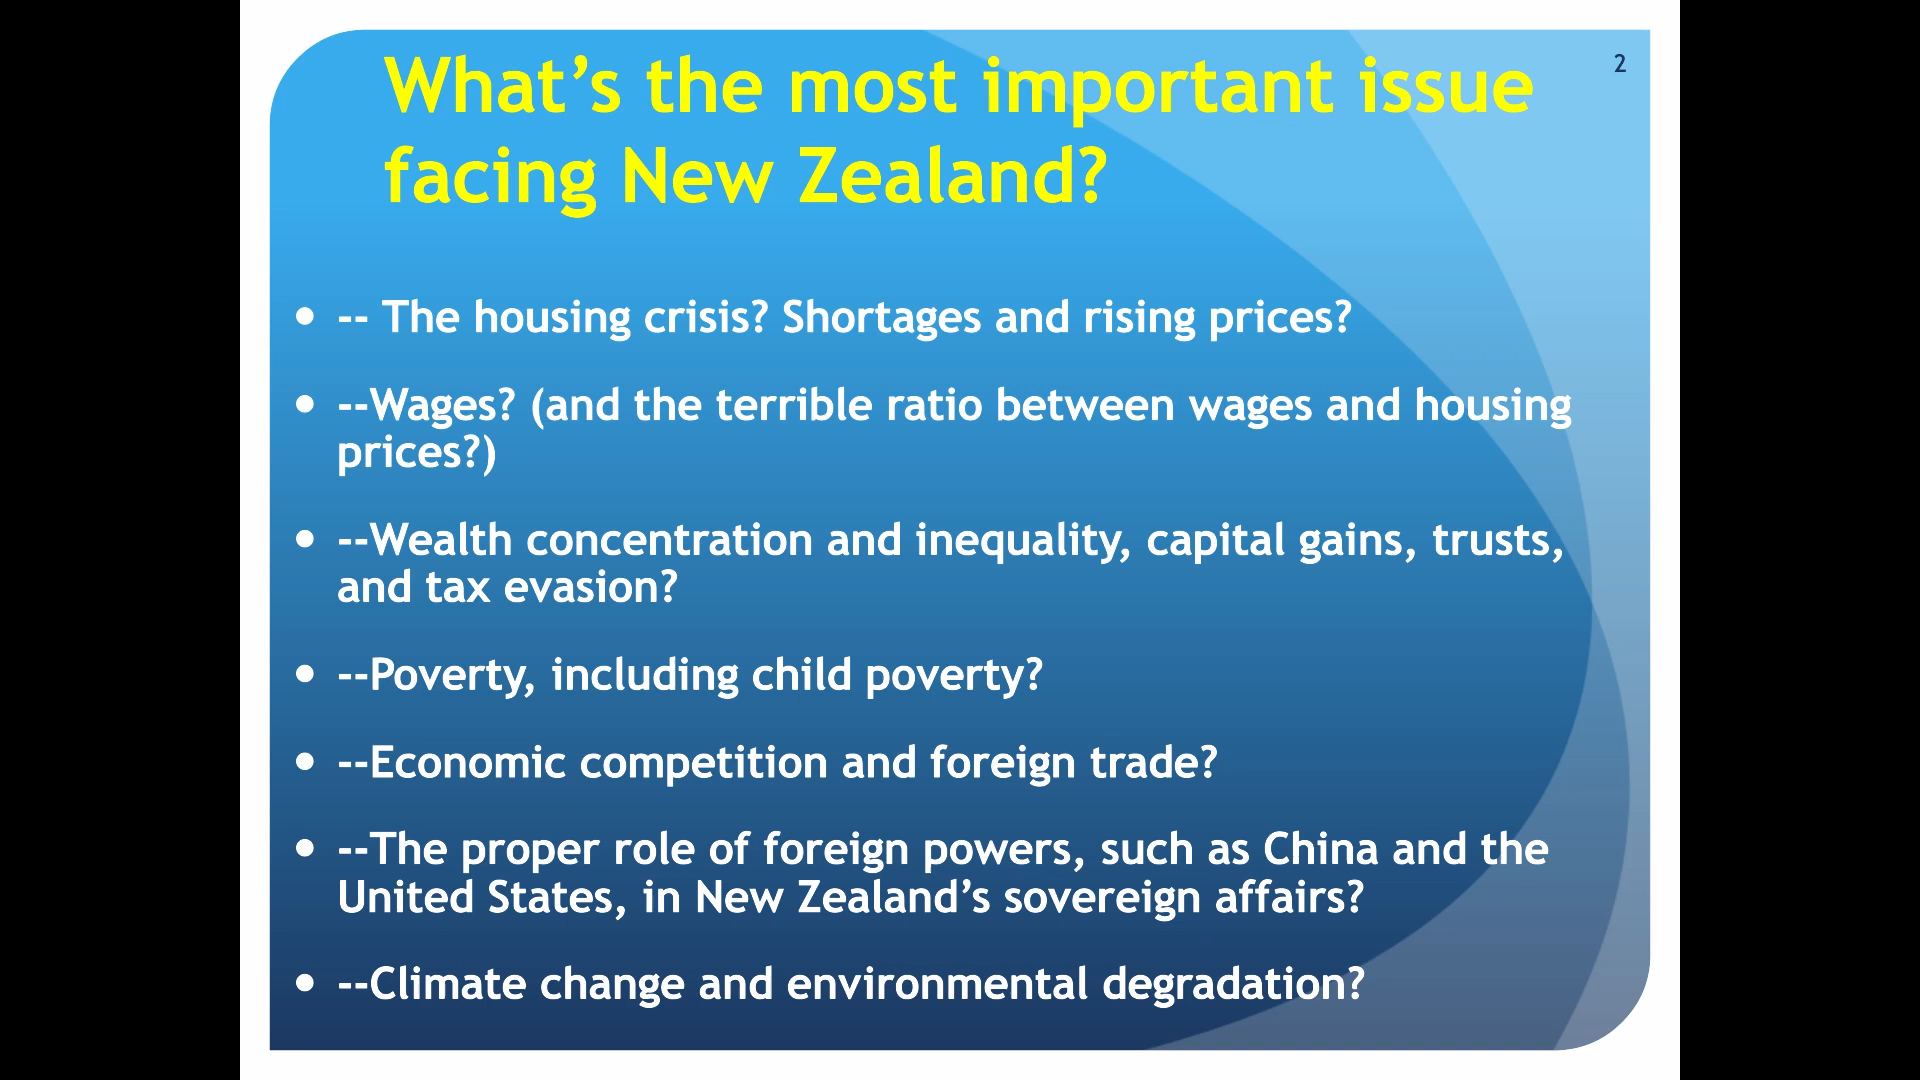 What’s the most important issue
facing New Zealand?
2
• -- The housing crisis? Shortages and rising prices?
• --Wages? (and the terrible ratio between wages and housing
prices?)
• --Wealth concentration and inequality, capital gains, trusts,
and tax evasion?
• --Poverty, including child poverty?
• --Economic competition and foreign trade?
• --The proper role of foreign powers, such as China and the
United States, in New Zealand’s sovereign affairs?
• --Climate change and environmental degradation?